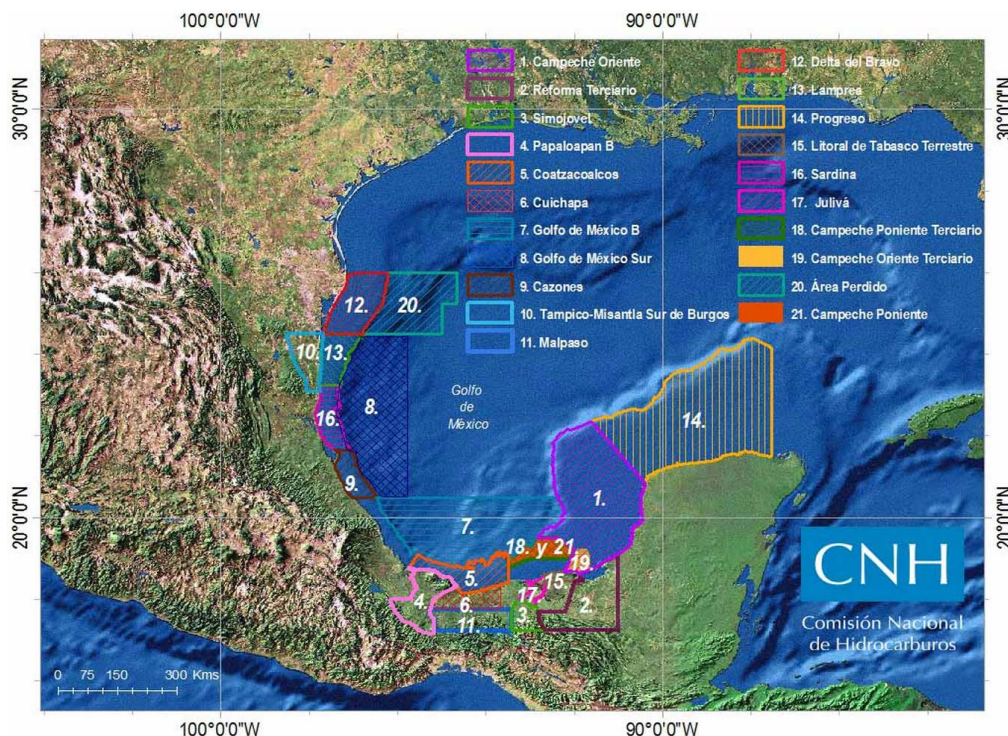 100°0'0"W
90°0'0"W
30°0'0"N
30°0'0"N
1. Campeche Oriente
2. Reforma Terciario
3. Simojovel
4. Papaloapan B
5. Coatzacoalcos
6. Cuichapa
7. Golfo de México B
8. Golfo de México Sur
9. Cazones
10. Tampico-Misantla Sur de Burgos
11. Malpaso
12. Delta del Bravo
13. Lampres
14. Progreso
15. Litoral de Tabasco Terrestre
16. Sardina
17. Julivá
18. Campeche Poniente Terciario
19. Campeche Oriente Terciario
20. Área Perdido
21. Campeche Poniente
12.
20.
10.
13.
16.
8.
Golfo
de
México
14.
9.
1.
20°0'0"N
20°0'0"N
7.
18. y 21.
19.
5.
15.
17.
4.
6.
2.
3.
11.
CNH
Comisión Nacional
de Hidrocarburos
0 75 150 300 Kms
100°0'0"W
90°0'0"W